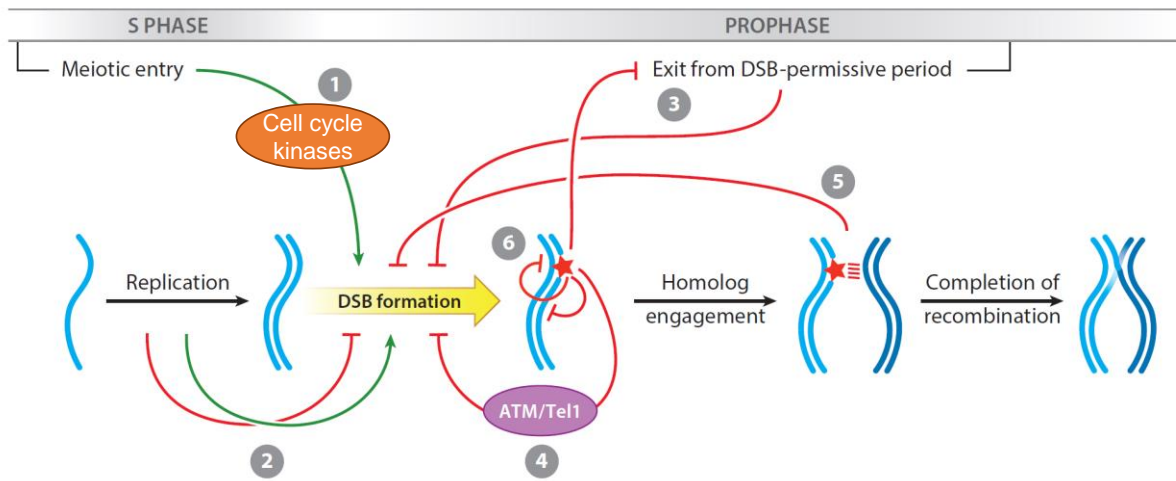 S PHASE
PROPHASE
Meiotic entry
1
Exit from DSB-permissive period
3
Cell cycle
kinases
5
6
Replication
DSB formation
Homolog
engagement
Completion of
recombination
ATM/Tel1
2
4